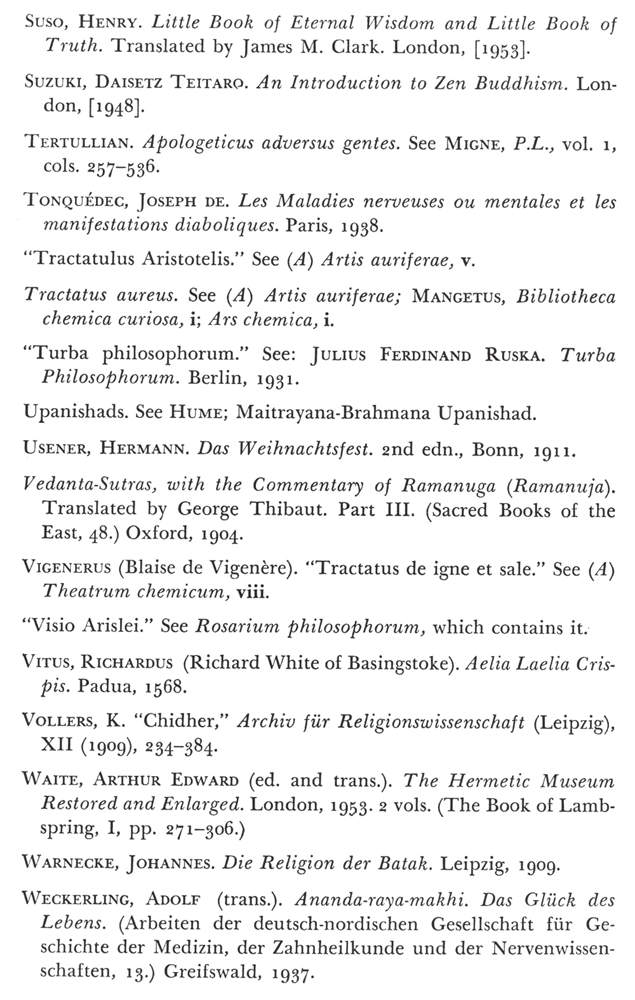 SUSO, HENRY. Little Book of Eternal Wisdom and Little Book of
Truth. Translated by James M. Clark. London, [1953].
SUZUKI, DAISETZ TEITARO. An Introduction to Zen Buddhism. Lon-
don, [1948].
TERTULLIAN. Apologeticus adversus gentes. See MIGNE, P.L., vol. 1,
cols. 257–536.
TONQUÉDEC, JOSEPH DE. Les Maladies nerveuses ou mentales et les
manifestations diaboliques. Paris, 1938.
“Tractatulus Aristotelis.” See (A) Artis auriferae, v.
Tractatus aureus. See (A) Artis auriferae; MANGETUS, Bibliotheca
chemica curiosa, i; Ars chemica, i.
“Turba philosophorum.” See: JULIUS FERDINAND RUSKA. Turba
Philosophorum. Berlin, 1931.
Upanishads. See HUME; Maitrayana-Brahmana Upanishad.
USENER, HERMANN. Das Weihnachtsfest. 2nd edn., Bonn, 1911.
Vedanta-Sutras, with the Commentary of Ramanuga (Ramanuja).
Translated by George Thibaut. Part III. (Sacred Books of the
East, 48.) Oxford, 1904.
VIGENERUS (Blaise de Vigenère). “Tractatus de igne et sale.” See (A)
Theatrum chemicum, viii.
“Visio Arislei.” See Rosarium philosophorum, which contains it.
VITUS, RICHARDUS (Richard White of Basingstoke). Aelia Laelia Cris-
pis. Padua, 1568.
VOLLERS, K. “Chidher,” Archiv für Religionswissenschaft (Leipzig),
XII (1909), 234–384.
WAITE, ARTHUR EDWARD (ed. and trans.). The Hermetic Museum
Restored and Enlarged. London, 1953. 2 vols. (The Book of Lamb-
spring, I, pp. 271–306.)
WARNECKE, JOHANNES. Die Religion der Batak. Leipzig, 1909.
WECKERLING, ADOLF (trans.). Ananda-raya-makhi. Das Glück des
Lebens. (Arbeiten der deutsch-nordischen Gesellschaft für Ge-
schichte der Medizin, der Zahnheilkunde und der Nervenwissen-
schaften, 13.) Greifswald, 1937.